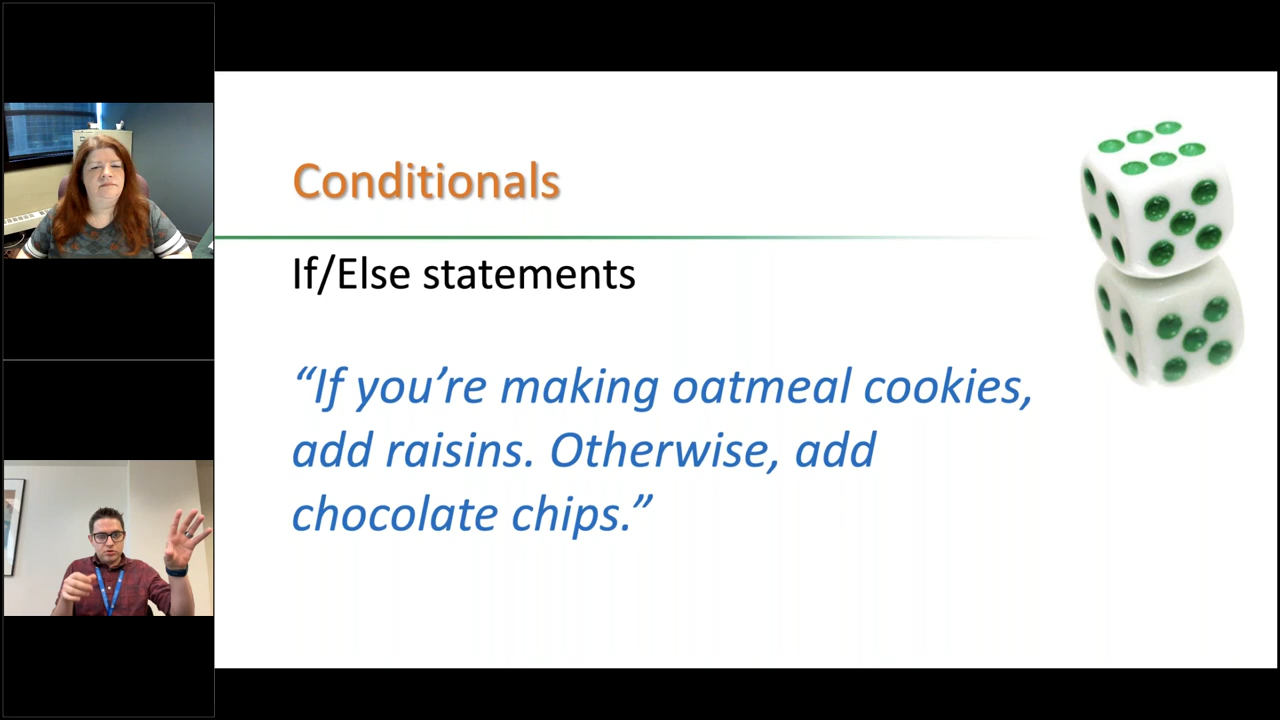 Conditionals
If/Else statements
“If you’re making oatmeal cookies,
add raisins. Otherwise, add
chocolate chips.”